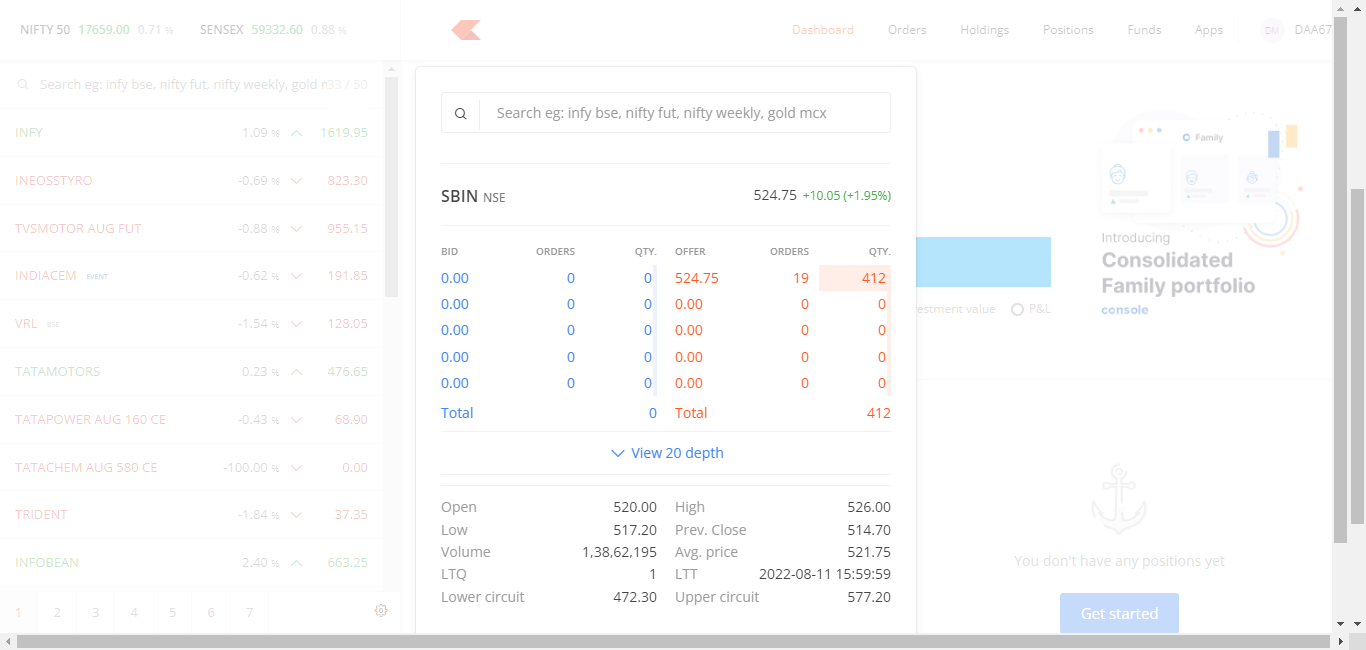 NIFTY 50 17659.00 0.71 % SENSEX 59332.60 0.88 %
Dashboard Orders Holdings Positions Funds Apps DM DAA67
Search eg: infy bse, nifty fut, nifty weekly, gold m 33 / 50
INFY 1.09 % 1619.95
INEOSSTYRO -0.69 % 823.30
TVSMOTOR AUG FUT -0.88 % 955.15
INDIACEM EVENT -0.62 % 191.85
VRL BSE -1.54 % 128.05
TATAMOTORS 0.23 % 476.65
TATAPOWER AUG 160 CE -0.43 % 68.90
TATACHEM AUG 580 CE -100.00 % 0.00
TRIDENT -1.84 % 37.35
INFOBEAN 2.40 % 663.25
1 2 3 4 5 6 7
Search eg: infy bse, nifty fut, nifty weekly, gold mcx
SBIN NSE 524.75 +10.05 (+1.95%)
BID ORDERS QTY. OFFER ORDERS QTY.
0.00 0 0 524.75 19 412
0.00 0 0 0.00 0 0
0.00 0 0 0.00 0 0
0.00 0 0 0.00 0 0
0.00 0 0 0.00 0 0
Total 0 Total 412
View 20 depth
Open 520.00 High 526.00
Low 517.20 Prev. Close 514.70
Volume 1,38,62,195 Avg. price 521.75
LTQ 1 LTT 2022-08-11 15:59:59
Lower circuit 472.30 Upper circuit 577.20
Family
Introducing
Consolidated
Family portfolio
console
estment value P&L
You don't have any positions yet
Get started